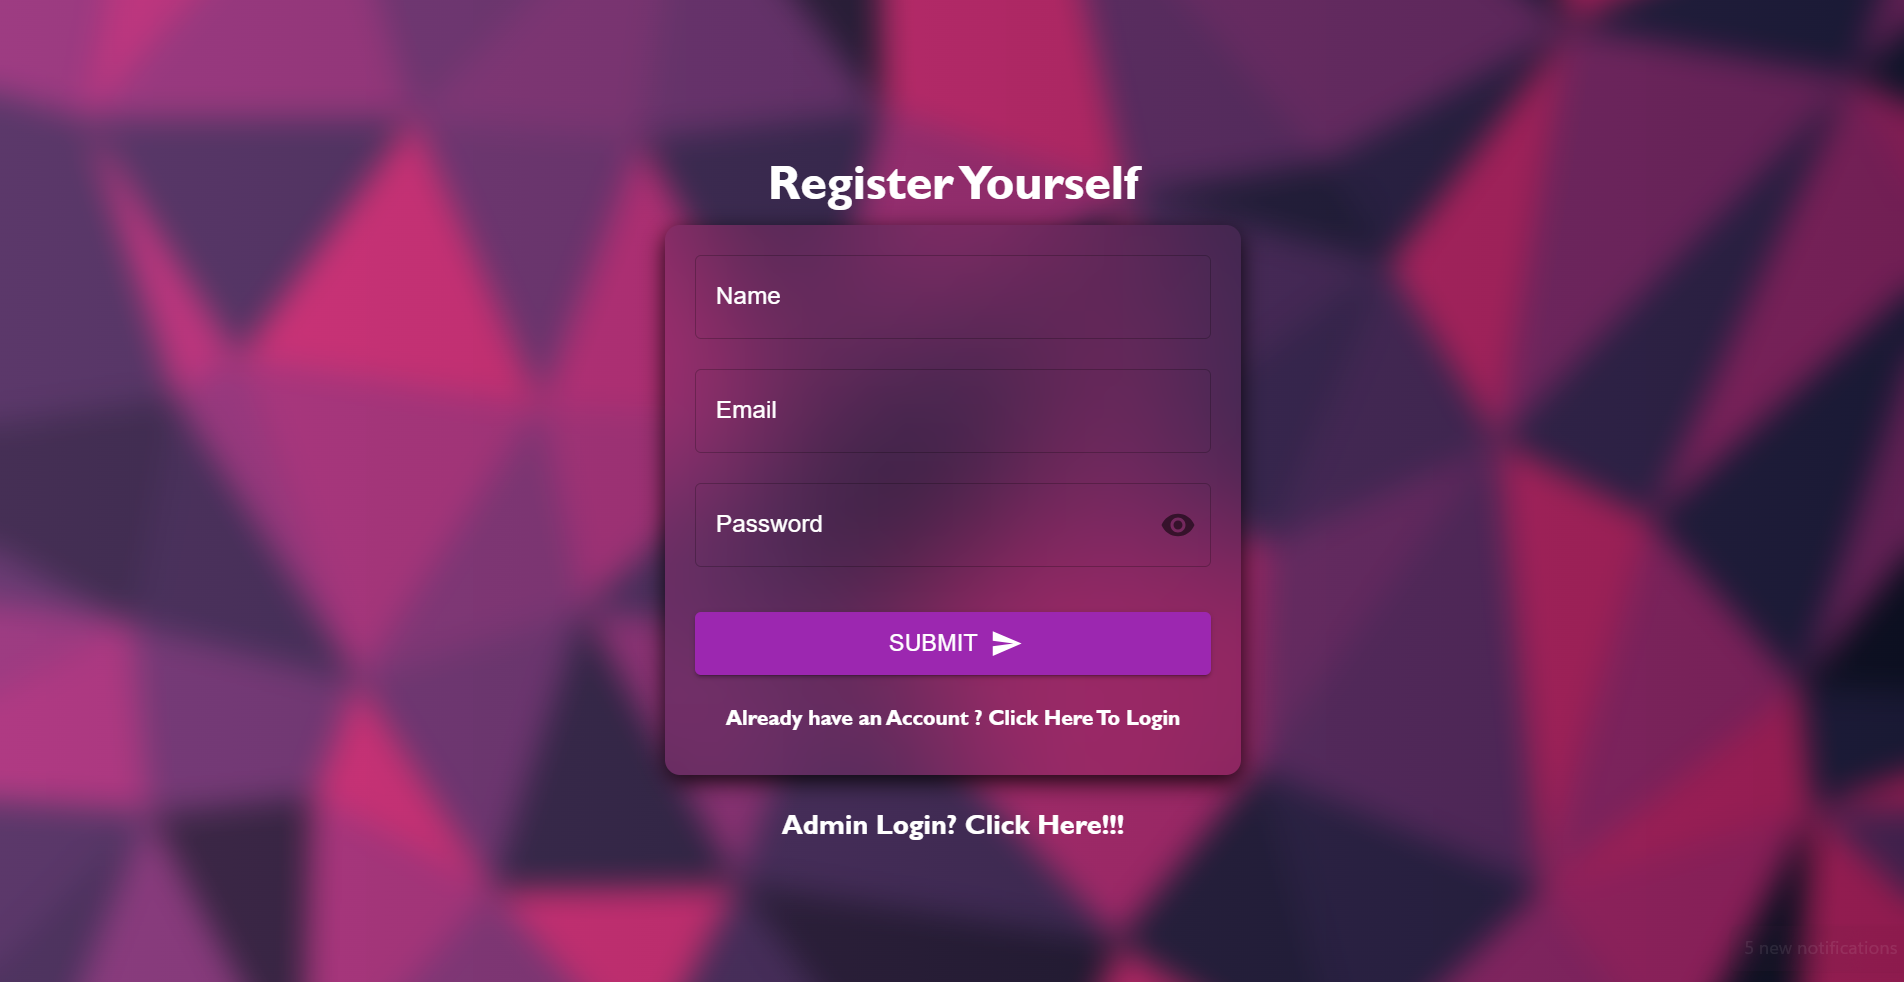 Register Yourself
Name
Email
Password
SUBMIT
Already have an Account ? Click Here To Login
Admin Login? Click Here!!!
5 new notifications